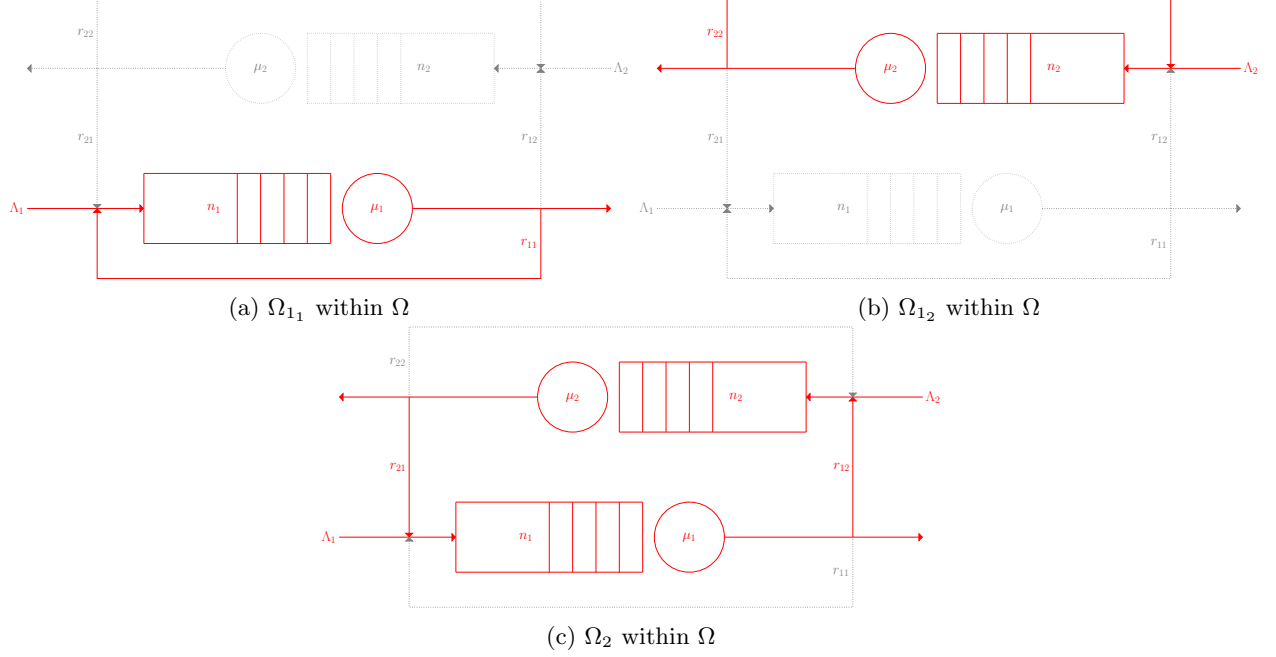 r₂₂
μ₂ n₂ Λ₂
r₂₁ r₁₂
Λ₁ n₁ μ₁
r₁₁
(a) Ω₁₁ within Ω
r₂₂
μ₂ n₂ Λ₂
r₂₁ r₁₂
Λ₁ n₁ μ₁
r₁₁
(b) Ω₁₂ within Ω
r₂₂
μ₂ n₂ Λ₂
r₂₁ r₁₂
Λ₁ n₁ μ₁
r₁₁
(c) Ω₂ within Ω